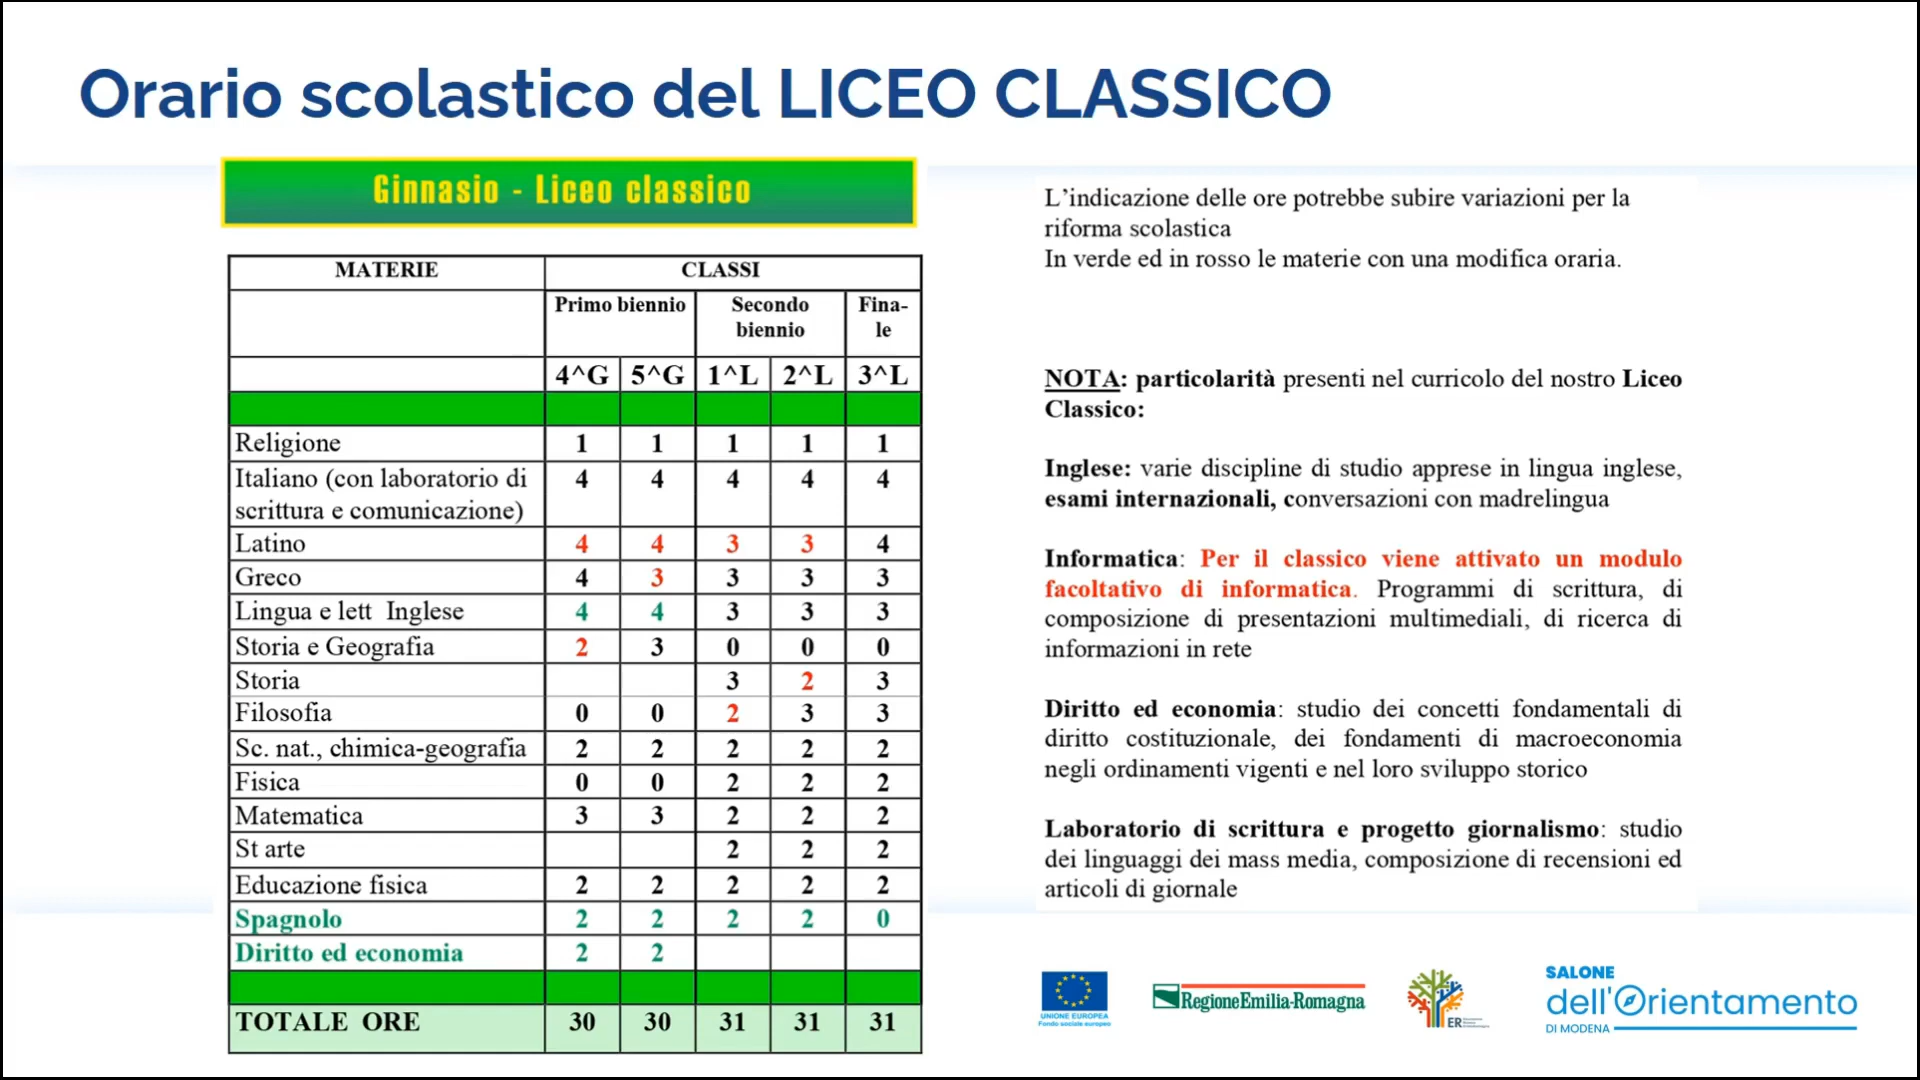 Orario scolastico del LICEO CLASSICO
Ginnasio - Liceo classico
MATERIE CLASSI
Primo biennio Secondo biennio Fina-le
4^G 5^G 1^L 2^L 3^L
Religione 1 1 1 1 1
Italiano (con laboratorio di 4 4 4 4 4
scrittura e comunicazione)
Latino 4 4 3 3 4
Greco 4 3 3 3 3
Lingua e lett Inglese 4 4 3 3 3
Storia e Geografia 2 3 0 0 0
Storia 3 2 3
Filosofia 0 0 2 3 3
Sc. nat., chimica-geografia 2 2 2 2 2
Fisica 0 0 2 2 2
Matematica 3 3 2 2 2
St arte 2 2 2
Educazione fisica 2 2 2 2 2
Spagnolo 2 2 2 2 0
Diritto ed economia 2 2
TOTALE ORE 30 30 31 31 31
L’indicazione delle ore potrebbe subire variazioni per la
riforma scolastica
In verde ed in rosso le materie con una modifica oraria.
NOTA: particolarità presenti nel curricolo del nostro Liceo
Classico:
Inglese: varie discipline di studio apprese in lingua inglese,
esami internazionali, conversazioni con madrelingua
Informatica: Per il classico viene attivato un modulo
facoltativo di informatica. Programmi di scrittura, di
composizione di presentazioni multimediali, di ricerca di
informazioni in rete
Diritto ed economia: studio dei concetti fondamentali di
diritto costituzionale, dei fondamenti di macroeconomia
negli ordinamenti vigenti e nel loro sviluppo storico
Laboratorio di scrittura e progetto giornalismo: studio
dei linguaggi dei mass media, composizione di recensioni ed
articoli di giornale
UNIONE EUROPEA
Fondo sociale europeo
RegioneEmilia-Romagna
ER
SALONE
dell'Orientamento
DI MODENA